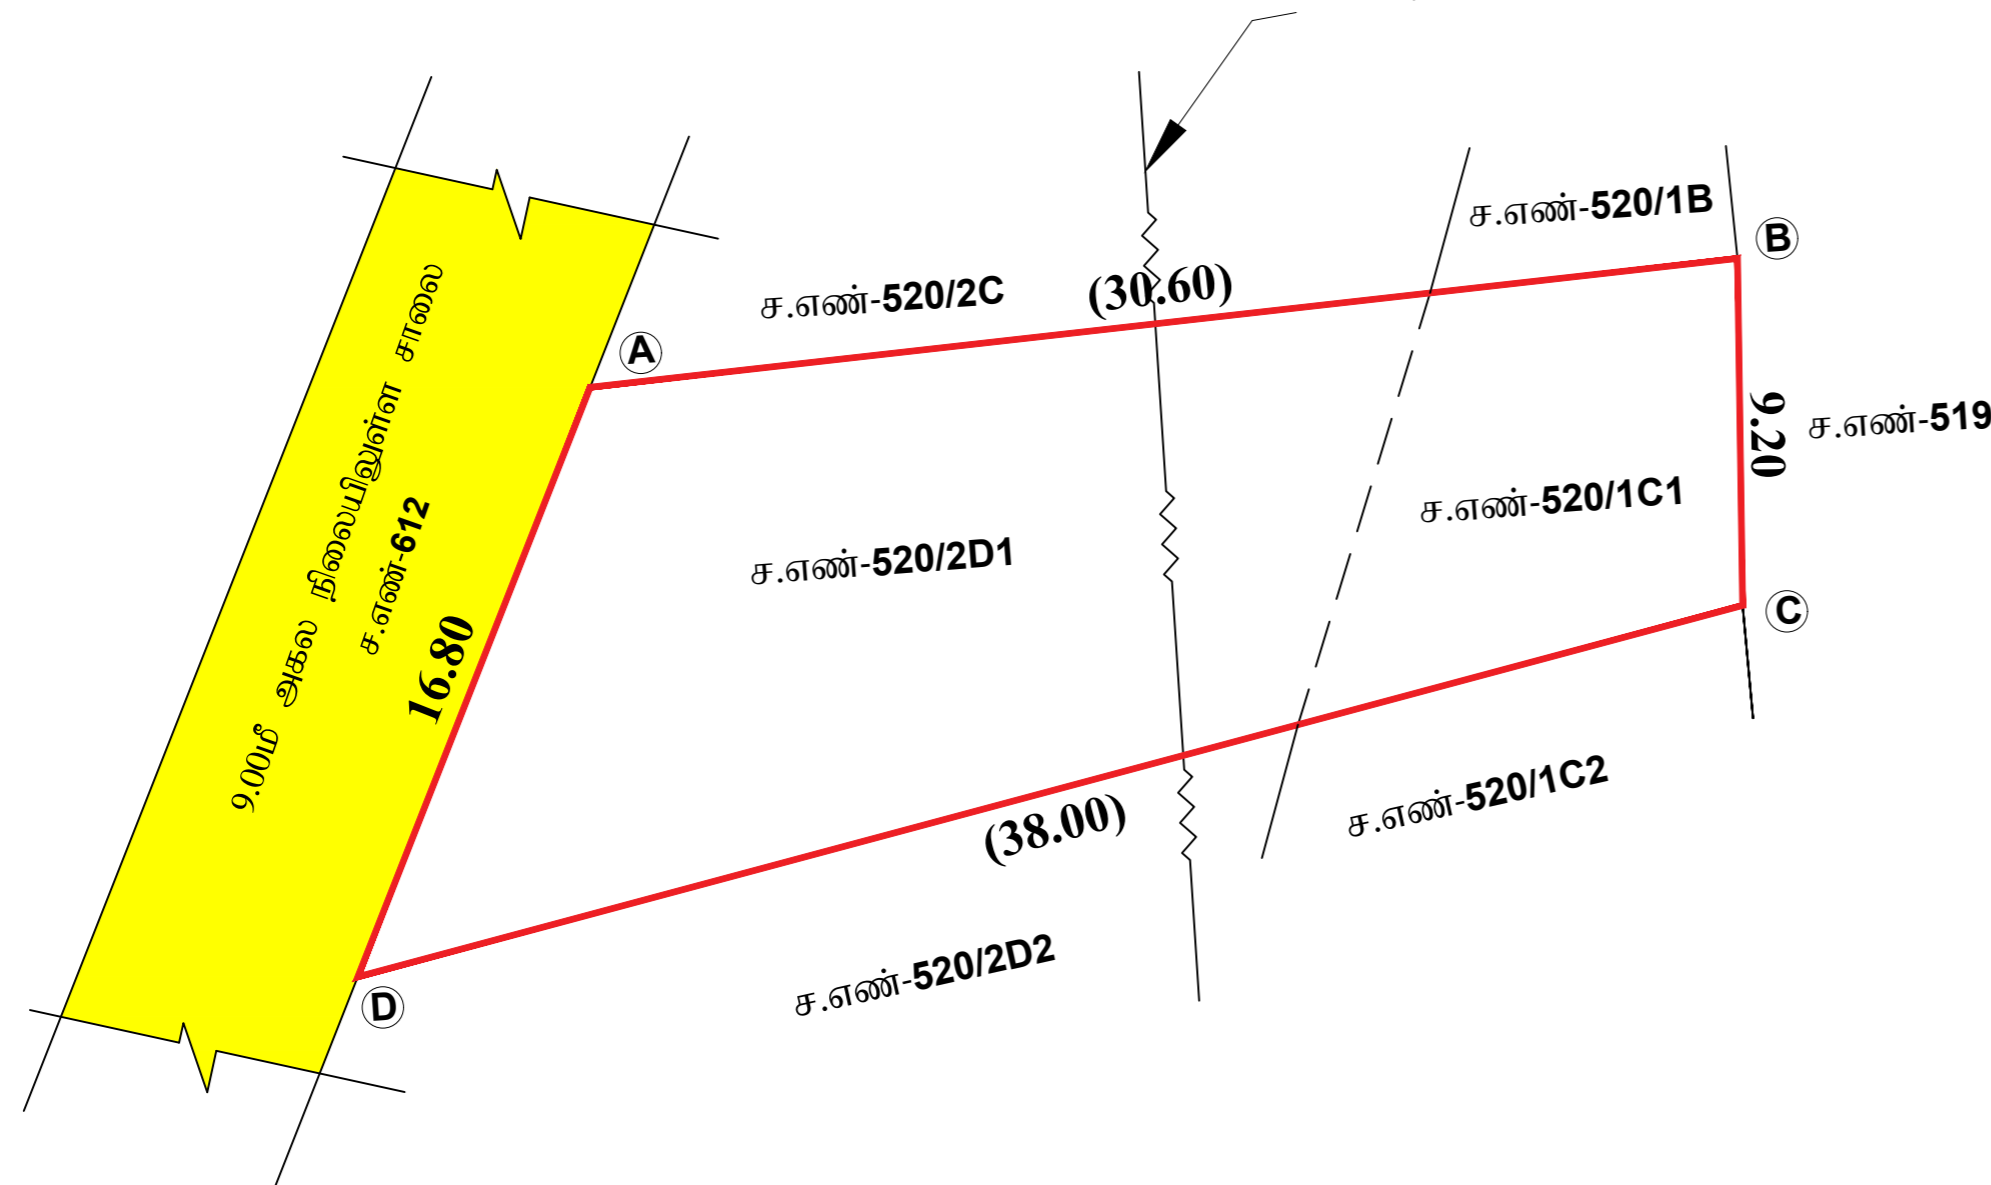 ச.எண்-520/1B
B
ச.எண்-520/2C
(30.60)
A
9.00மீ அகல நிலையிலுள்ள சாலை
ச.எண்-612
16.80
9.20
ச.எண்-519
ச.எண்-520/1C1
ச.எண்-520/2D1
C
(38.00)
ச.எண்-520/1C2
ச.எண்-520/2D2
D